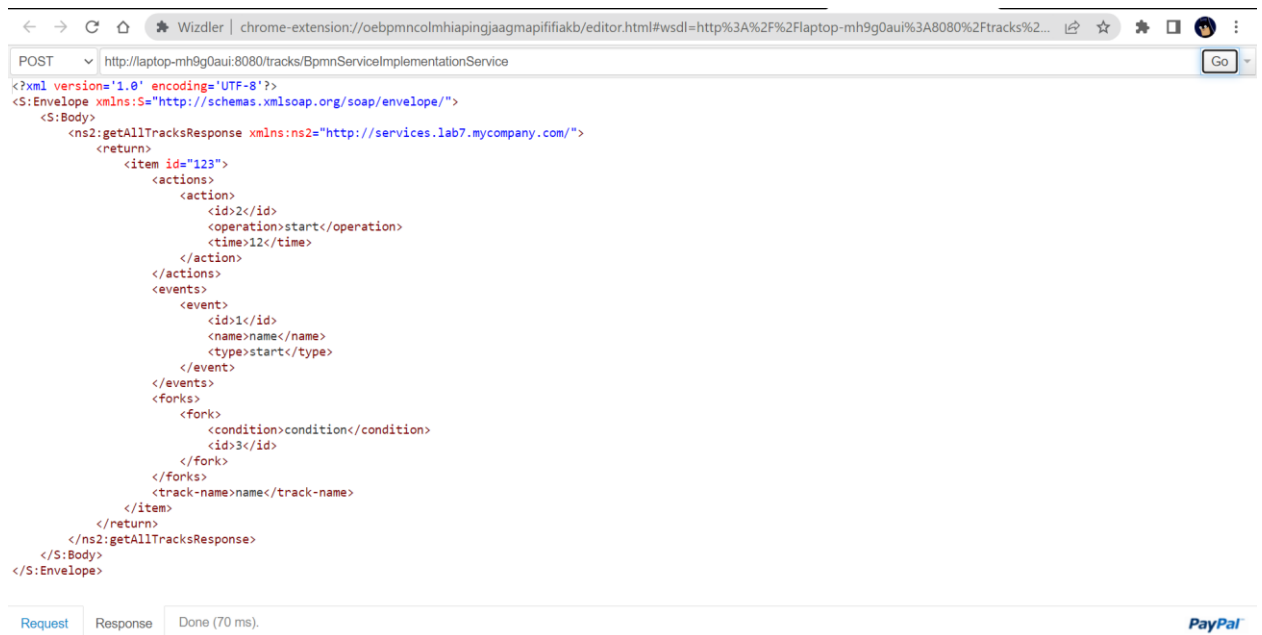 Wizdler | chrome-extension://oebpmncolmhiapingjaagmapififiakb/editor.html#wsdl=http%3A%2F%2Flaptop-mh9g0aui%3A8080%2Ftracks%2...
POST http://laptop-mh9g0aui:8080/tracks/BpmnServiceImplementationService Go
<?xml version='1.0' encoding='UTF-8'?>
<S:Envelope xmlns:S="http://schemas.xmlsoap.org/soap/envelope/">
<S:Body>
<ns2:getAllTracksResponse xmlns:ns2="http://services.lab7.mycompany.com/">
<return>
<item id="123">
<actions>
<action>
<id>2</id>
<operation>start</operation>
<time>12</time>
</action>
</actions>
<events>
<event>
<id>1</id>
<name>name</name>
<type>start</type>
</event>
</events>
<forks>
<fork>
<condition>condition</condition>
<id>3</id>
</fork>
</forks>
<track-name>name</track-name>
</item>
</return>
</ns2:getAllTracksResponse>
</S:Body>
</S:Envelope>
Request Response Done (70 ms). PayPal